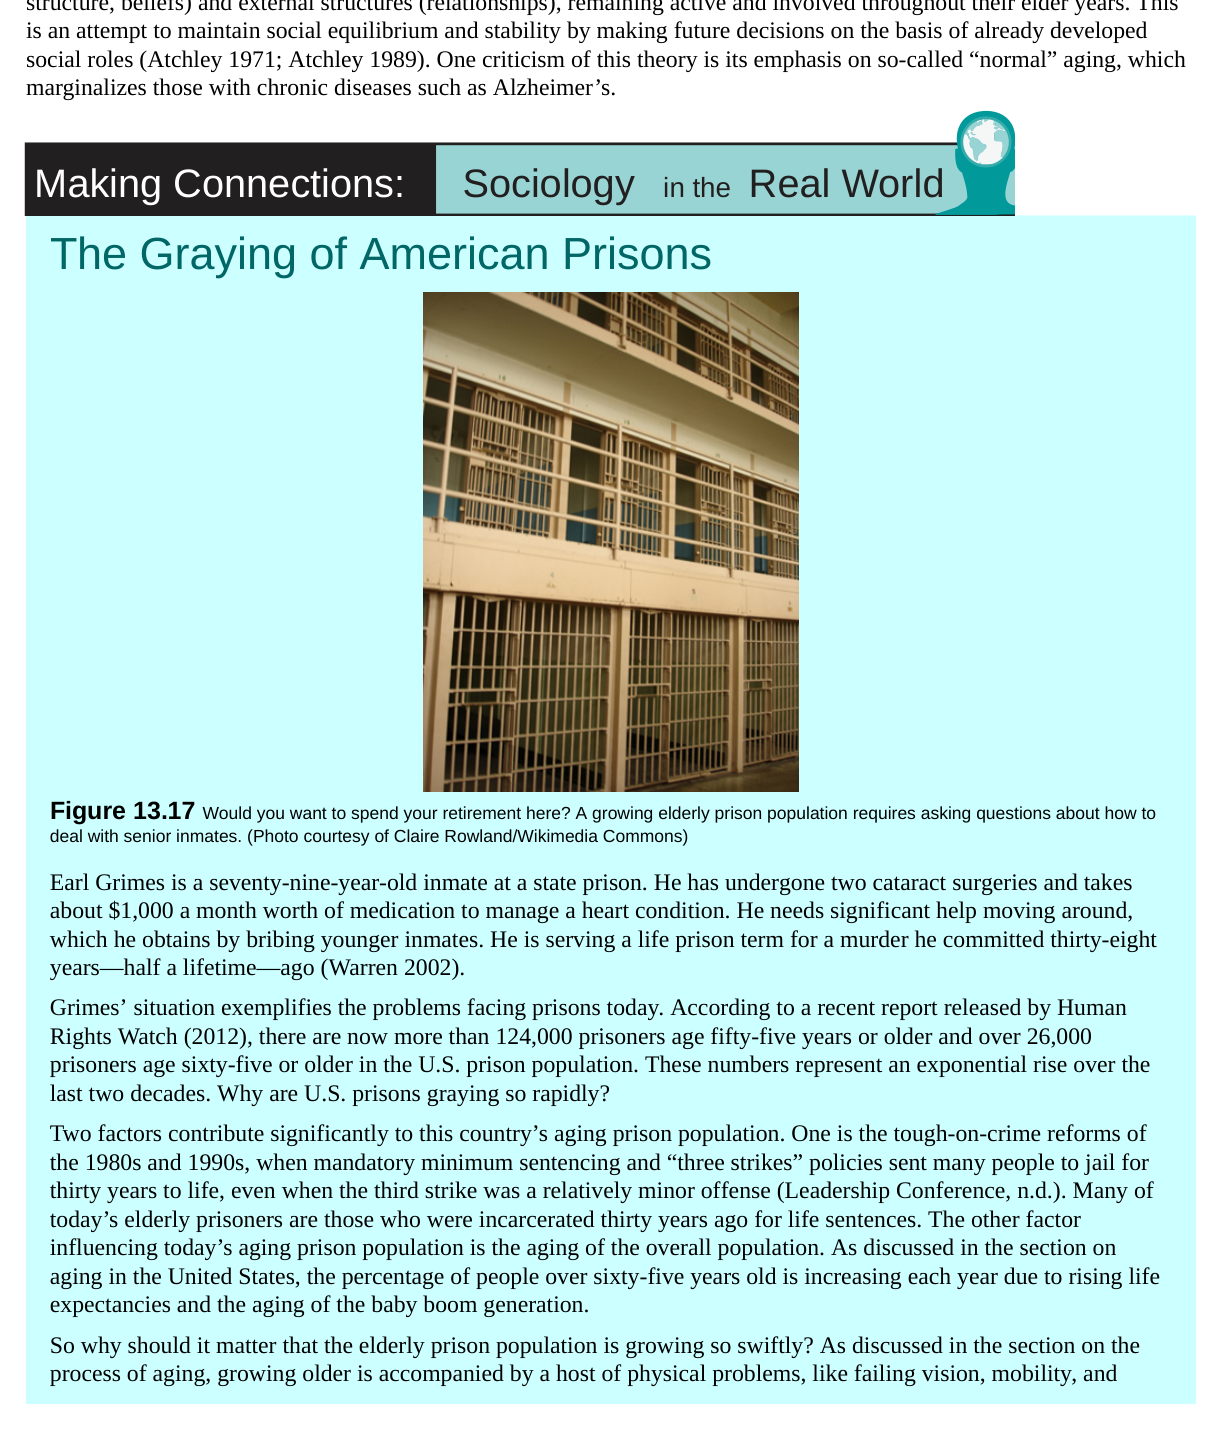 structure, beliefs) and external structures (relationships), remaining active and involved throughout their elder years. This
is an attempt to maintain social equilibrium and stability by making future decisions on the basis of already developed
social roles (Atchley 1971; Atchley 1989). One criticism of this theory is its emphasis on so-called “normal” aging, which
marginalizes those with chronic diseases such as Alzheimer’s.
Making Connections: Sociology in the Real World
The Graying of American Prisons
Figure 13.17 Would you want to spend your retirement here? A growing elderly prison population requires asking questions about how to
deal with senior inmates. (Photo courtesy of Claire Rowland/Wikimedia Commons)
Earl Grimes is a seventy-nine-year-old inmate at a state prison. He has undergone two cataract surgeries and takes
about $1,000 a month worth of medication to manage a heart condition. He needs significant help moving around,
which he obtains by bribing younger inmates. He is serving a life prison term for a murder he committed thirty-eight
years—half a lifetime—ago (Warren 2002).
Grimes’ situation exemplifies the problems facing prisons today. According to a recent report released by Human
Rights Watch (2012), there are now more than 124,000 prisoners age fifty-five years or older and over 26,000
prisoners age sixty-five or older in the U.S. prison population. These numbers represent an exponential rise over the
last two decades. Why are U.S. prisons graying so rapidly?
Two factors contribute significantly to this country’s aging prison population. One is the tough-on-crime reforms of
the 1980s and 1990s, when mandatory minimum sentencing and “three strikes” policies sent many people to jail for
thirty years to life, even when the third strike was a relatively minor offense (Leadership Conference, n.d.). Many of
today’s elderly prisoners are those who were incarcerated thirty years ago for life sentences. The other factor
influencing today’s aging prison population is the aging of the overall population. As discussed in the section on
aging in the United States, the percentage of people over sixty-five years old is increasing each year due to rising life
expectancies and the aging of the baby boom generation.
So why should it matter that the elderly prison population is growing so swiftly? As discussed in the section on the
process of aging, growing older is accompanied by a host of physical problems, like failing vision, mobility, and